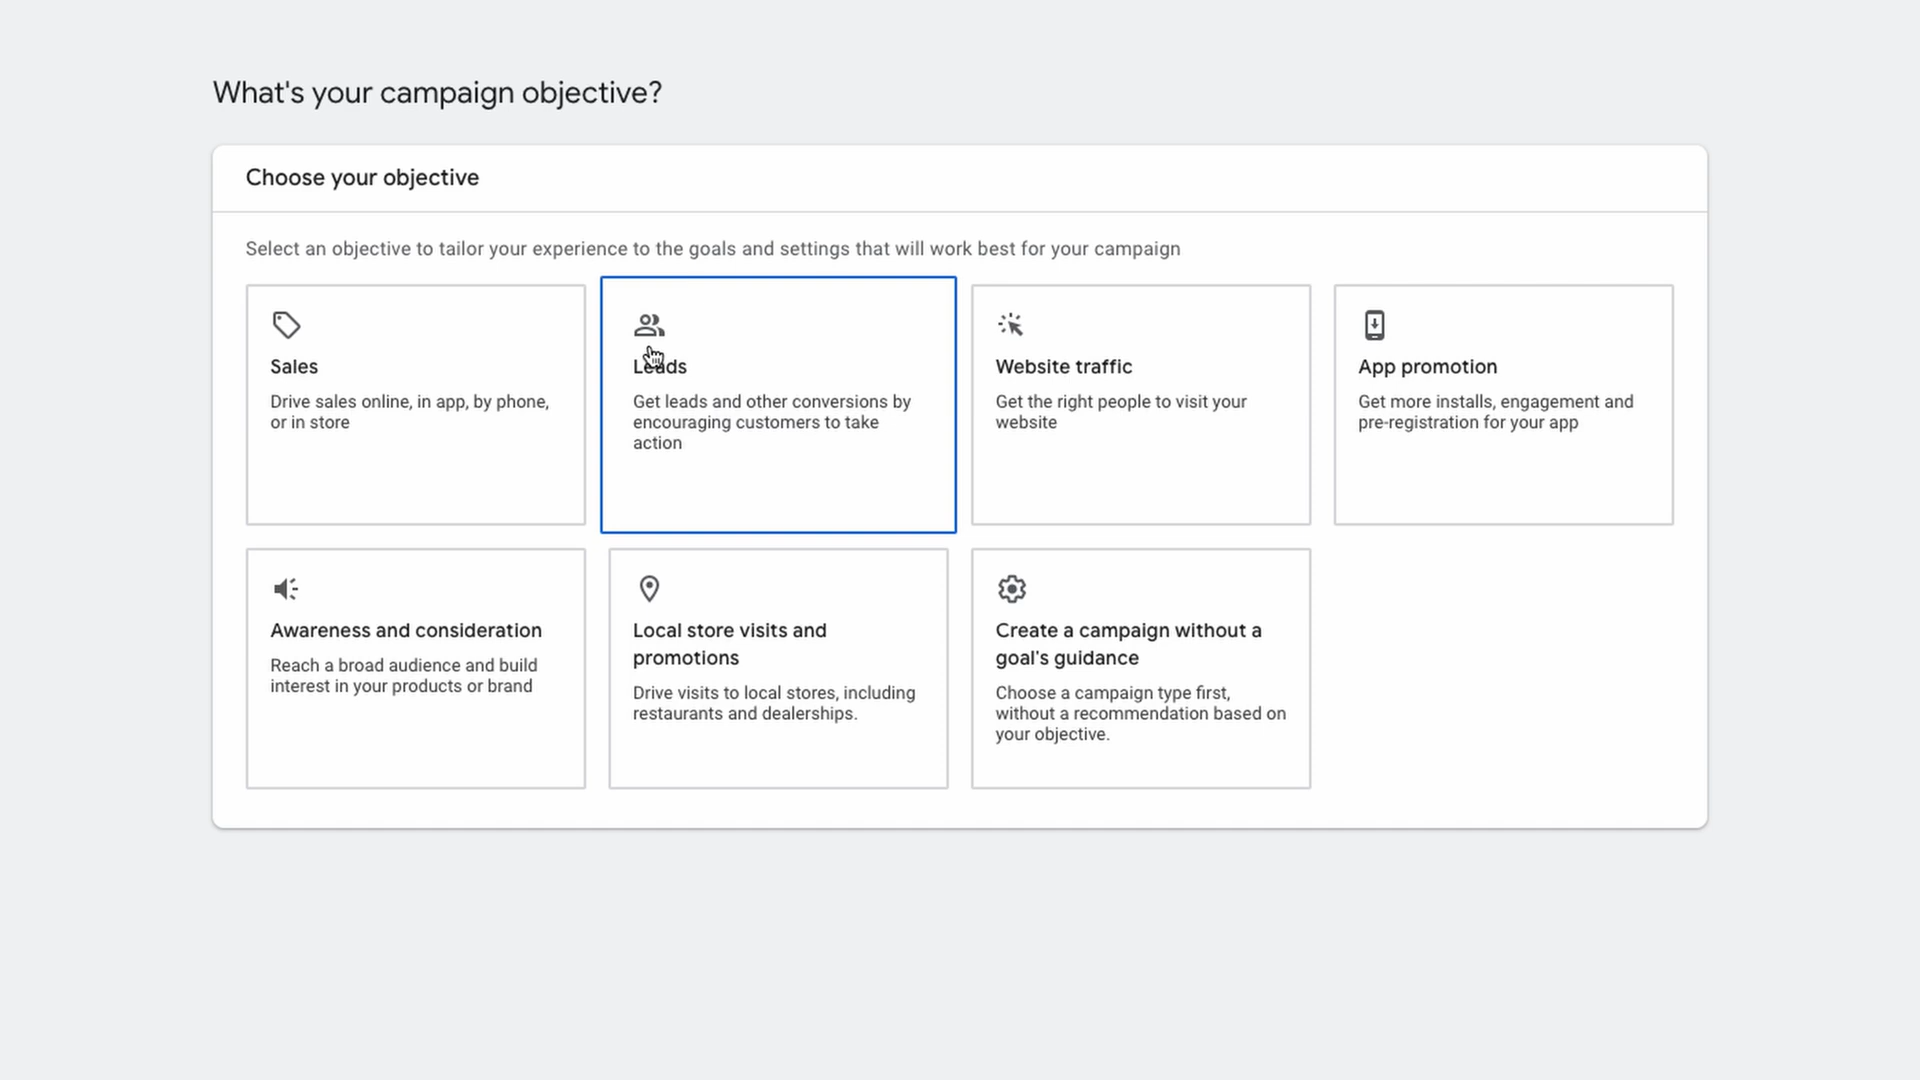 What's your campaign objective?
Choose your objective
Select an objective to tailor your experience to the goals and settings that will work best for your campaign
Sales
Drive sales online, in app, by phone,
or in store
Leads
Get leads and other conversions by
encouraging customers to take
action
Website traffic
Get the right people to visit your
website
App promotion
Get more installs, engagement and
pre-registration for your app
Awareness and consideration
Reach a broad audience and build
interest in your products or brand
Local store visits and
promotions
Drive visits to local stores, including
restaurants and dealerships.
Create a campaign without a
goal's guidance
Choose a campaign type first,
without a recommendation based on
your objective.